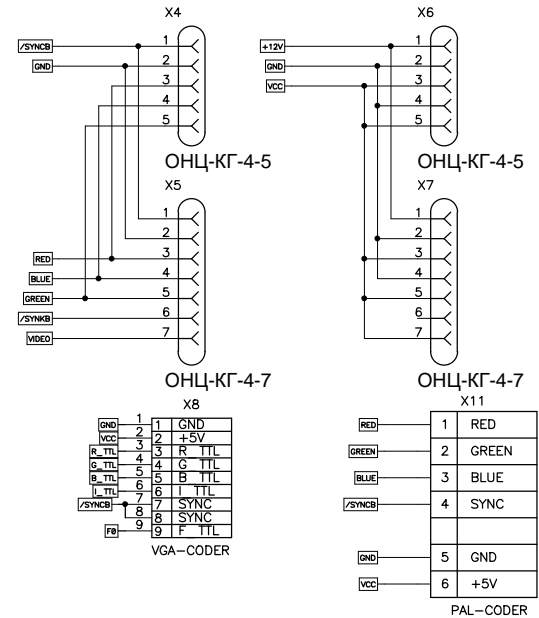 X4
/SYNCB 1
GND 2
3
4
5
ОНЦ-КГ-4-5
X5
1
2
RED 3
BLUE 4
GREEN 5
/SYNKB 6
VIDEO 7
ОНЦ-КГ-4-7
X6
+12V 1
GND 2
VCC 3
4
5
ОНЦ-КГ-4-5
X7
1
2
3
4
5
6
7
ОНЦ-КГ-4-7
X8
GND 1 1 GND
VCC 2 2 +5V
R_TTL 3 3 R TTL
G_TTL 4 4 G TTL
B_TTL 5 5 B TTL
I_TTL 6 6 I TTL
/SYNCB 7 7 SYNC
8 8 SYNC
F0 9 9 F TTL
VGA-CODER
X11
RED 1 RED
GREEN 2 GREEN
BLUE 3 BLUE
/SYNCB 4 SYNC
GND 5 GND
VCC 6 +5V
PAL-CODER